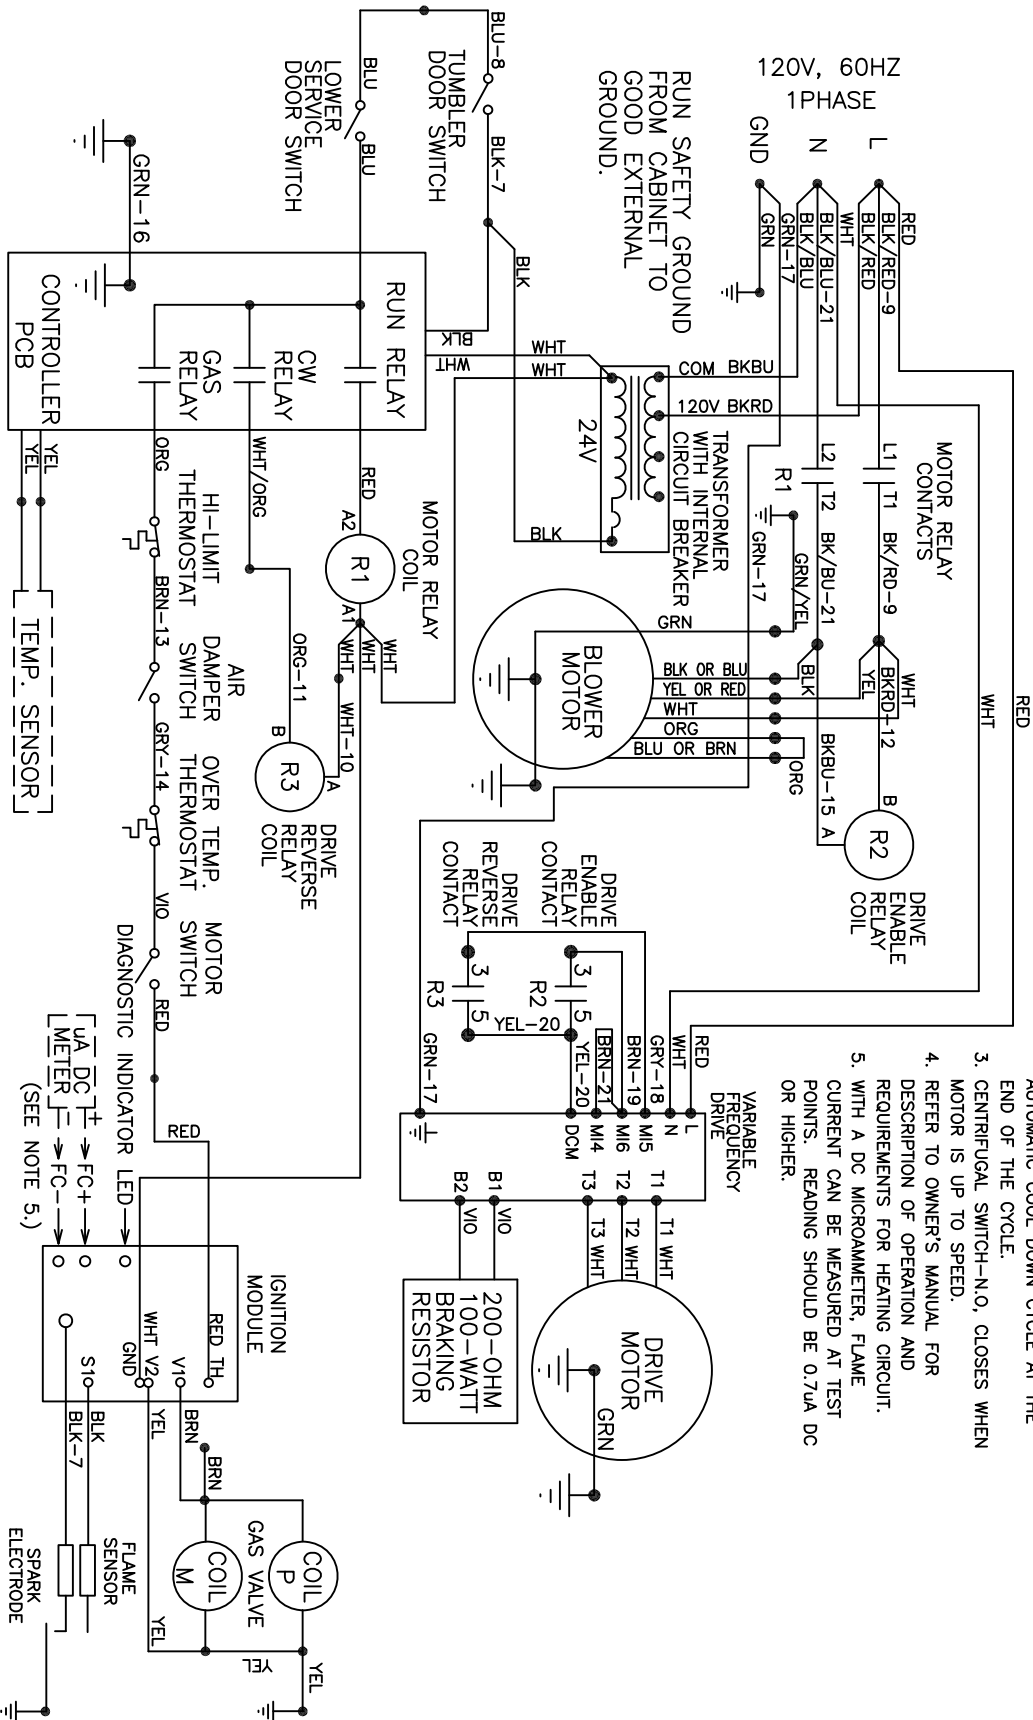 120V, 60HZ
1PHASE
L
N
GND
RED
BLK/RED-9
BLK/RED
WHT
BLK/BLU-21
BLK/BLU
GRN-17
GRN
RUN SAFETY GROUND
FROM CABINET TO
GOOD EXTERNAL
GROUND.
BLU-8
TUMBLER
DOOR SWITCH
BLK-7
BLU
LOWER
SERVICE
DOOR SWITCH
BLU
BLK
GRN-16
CONTROLLER
PCB
RUN RELAY
CW
RELAY
GAS
RELAY
BLK
WHT
WHT
WHT
COM BKBU
120V BKRD
24V
TRANSFORMER
WITH INTERNAL
CIRCUIT BREAKER
BLK
MOTOR RELAY
CONTACTS
L1
T1
L2
T2
R1
BK/RD-9
BK/BU-21
GRN/YEL
GRN-17
RED
WHT
YEL
YEL
ORG
WHT/ORG
RED
A2
R1
A1
MOTOR RELAY
COIL
WHT
WHT
WHT
WHT-10
ORG-11
B
R3
A
DRIVE
REVERSE
RELAY
COIL
HI-LIMIT
THERMOSTAT
BRN-13
AIR
DAMPER
SWITCH
GRY-14
OVER TEMP.
THERMOSTAT
VIO
MOTOR
SWITCH
RED
RED
TEMP. SENSOR
BLOWER
MOTOR
GRN
BLK OR BLU
YEL OR RED
WHT
ORG
BLU OR BRN
ORG
BLK
YEL
WHT
BKRD-12
BKBU-15
B
R2
A
DRIVE
ENABLE
RELAY
COIL
DRIVE
ENABLE
RELAY
CONTACT
3
R2
5
DRIVE
REVERSE
RELAY
CONTACT
3
R3
5
YEL-20
YEL-20
BRN-21
BRN-19
GRY-18
WHT
RED
GRN-17
VARIABLE
FREQUENCY
DRIVE
L
N
MI5
MI6
MI4
DCM
T1
T2
T3
B1
B2
T1 WHT
T2 WHT
T3 WHT
VIO
VIO
200-OHM
100-WATT
BRAKING
RESISTOR
DRIVE
MOTOR
GRN
AUTOMATIC COOL DOWN CYCLE AT THE
END OF THE CYCLE.
3. CENTRIFUGAL SWITCH-N.O, CLOSES WHEN
MOTOR IS UP TO SPEED.
4. REFER TO OWNER'S MANUAL FOR
DESCRIPTION OF OPERATION AND
REQUIREMENTS FOR HEATING CIRCUIT.
5. WITH A DC MICROAMMETER, FLAME
CURRENT CAN BE MEASURED AT TEST
POINTS. READING SHOULD BE 0.7uA DC
OR HIGHER.
DIAGNOSTIC INDICATOR LED
uA DC
METER
+
-
FC+
FC-
(SEE NOTE 5.)
IGNITION
MODULE
RED TH
V1
WHT V2
GND
S1
BRN
BRN
YEL
BLK
BLK-7
COIL
P
COIL
M
GAS VALVE
YEL
YEL
YEL
FLAME
SENSOR
SPARK
ELECTRODE